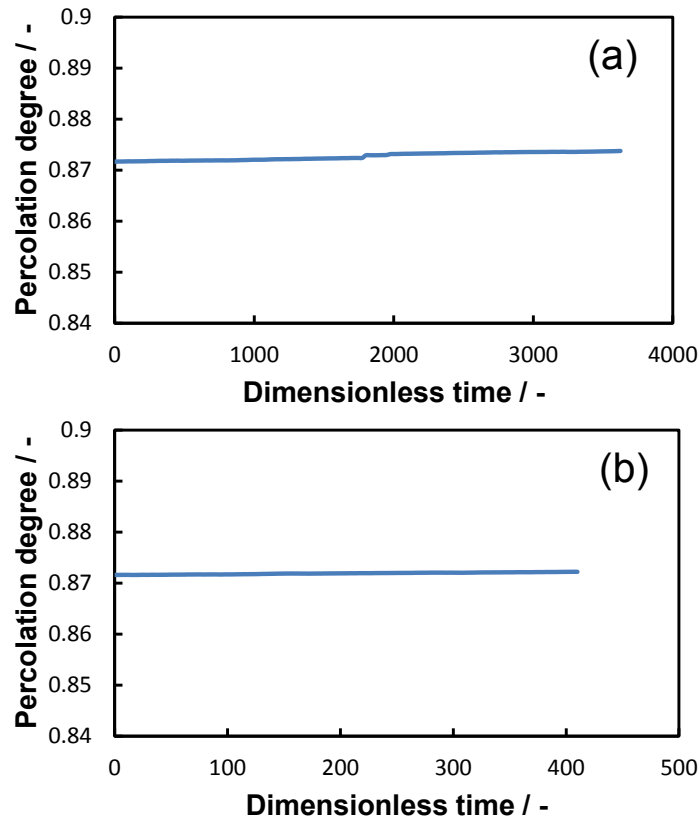 0.9
(a)
0.89
0.88
0.87
0.86
0.85
0.84
Percolation degree / -
0 1000 2000 3000 4000
Dimensionless time / -
0.9
(b)
0.89
0.88
0.87
0.86
0.85
0.84
Percolation degree / -
0 100 200 300 400 500
Dimensionless time / -